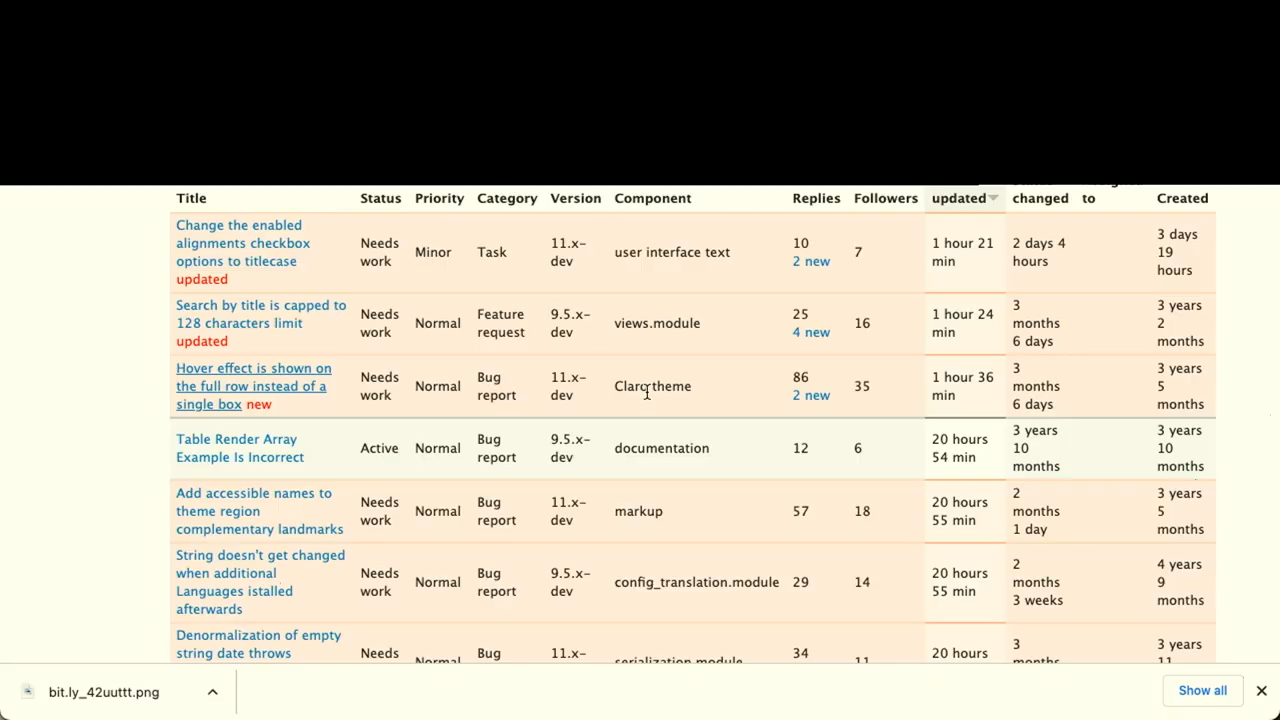 Title Status Priority Category Version Component Replies Followers updated changed to Created
Change the enabled
alignments checkbox
options to titlecase
updated
Needs
work
Minor
Task
11.x-
dev
user interface text
10
2 new
7
1 hour 21
min
2 days 4
hours
3 days
19
hours
Search by title is capped to
128 characters limit
updated
Needs
work
Normal
Feature
request
9.5.x-
dev
views.module
25
4 new
16
1 hour 24
min
3
months
6 days
3 years
2
months
Hover effect is shown on
the full row instead of a
single box new
Needs
work
Normal
Bug
report
11.x-
dev
Claro theme
86
2 new
35
1 hour 36
min
3
months
6 days
3 years
5
months
Table Render Array
Example Is Incorrect
Active
Normal
Bug
report
9.5.x-
dev
documentation
12
6
20 hours
54 min
3 years
10
months
3 years
10
months
Add accessible names to
theme region
complementary landmarks
Needs
work
Normal
Bug
report
11.x-
dev
markup
57
18
20 hours
55 min
2
months
1 day
3 years
5
months
String doesn't get changed
when additional
Languages istalled
afterwards
Needs
work
Normal
Bug
report
9.5.x-
dev
config_translation.module
29
14
20 hours
55 min
2
months
3 weeks
4 years
9
months
Denormalization of empty
string date throws
Needs
Normal
Bug
11.x-
serialization.module
34
11
20 hours
3
months
3 years
11
bit.ly_42uuttt.png
Show all